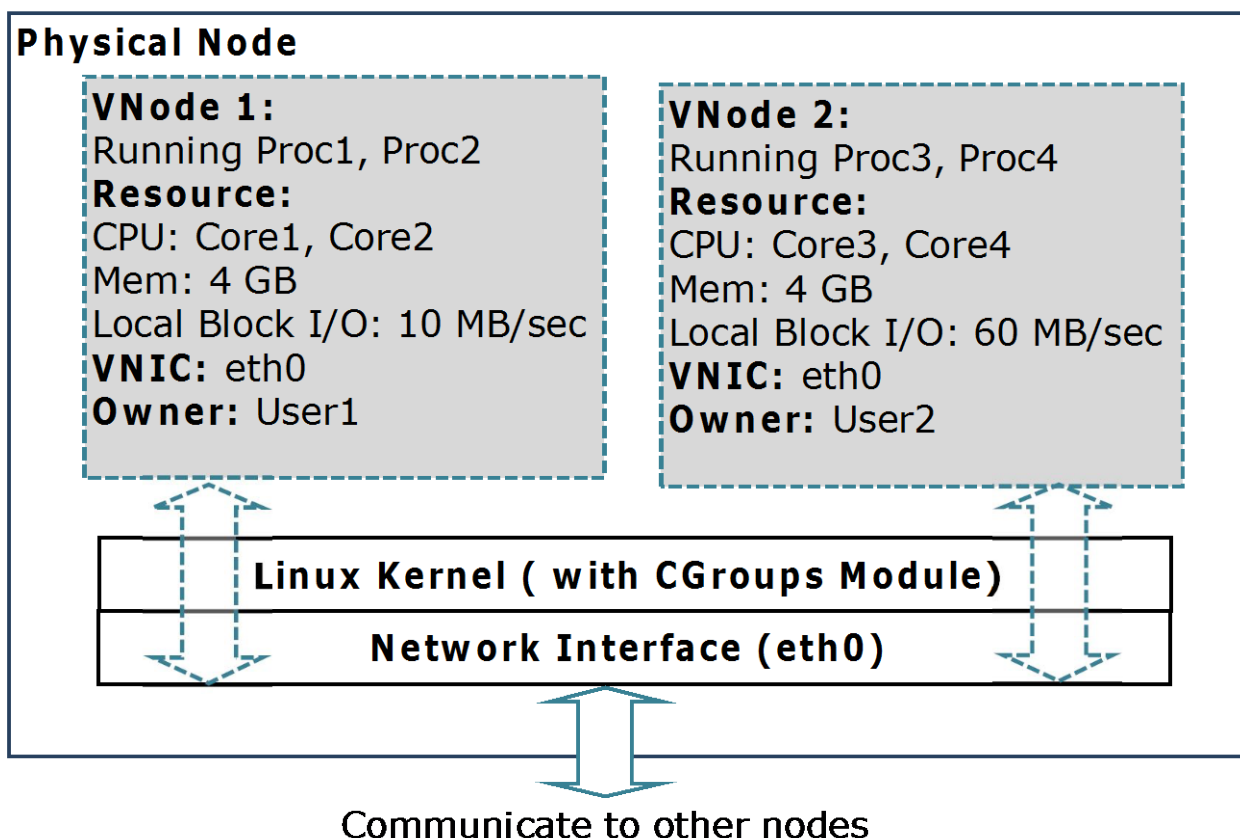 Physical Node
VNode 1:
Running Proc1, Proc2
Resource:
CPU: Core1, Core2
Mem: 4 GB
Local Block I/O: 10 MB/sec
VNIC: eth0
Owner: User1
VNode 2:
Running Proc3, Proc4
Resource:
CPU: Core3, Core4
Mem: 4 GB
Local Block I/O: 60 MB/sec
VNIC: eth0
Owner: User2
Linux Kernel ( with CGroups Module)
Network Interface (eth0)
Communicate to other nodes